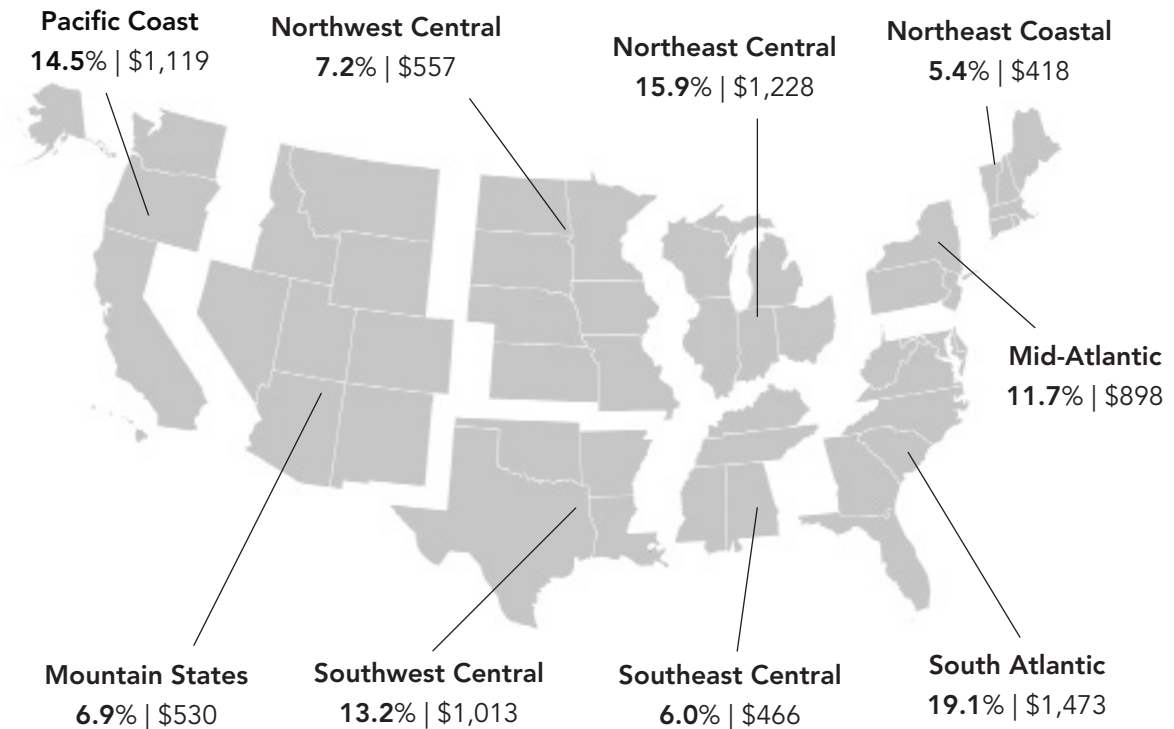 Pacific Coast
14.5% | $1,119
Northwest Central
7.2% | $557
Northeast Central
15.9% | $1,228
Northeast Coastal
5.4% | $418
Mid-Atlantic
11.7% | $898
Mountain States
6.9% | $530
Southwest Central
13.2% | $1,013
Southeast Central
6.0% | $466
South Atlantic
19.1% | $1,473